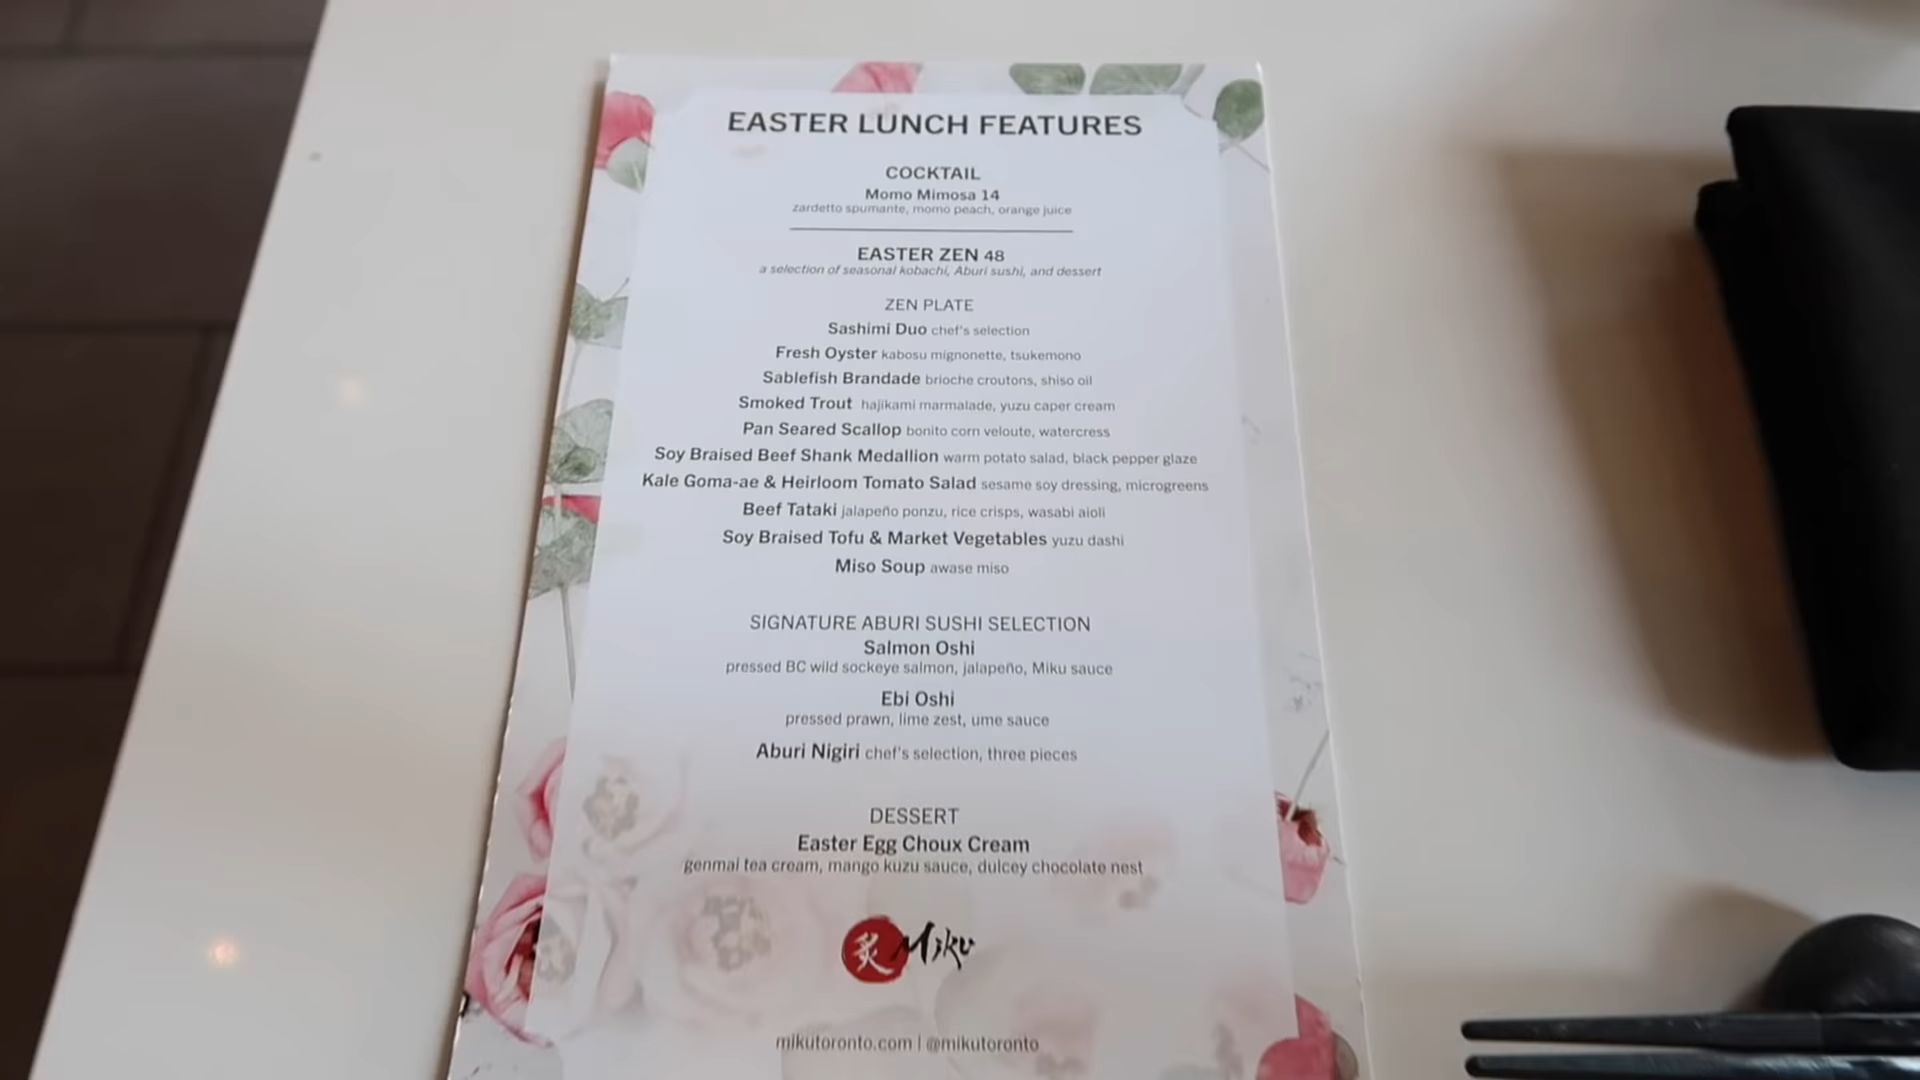 EASTER LUNCH FEATURES
COCKTAIL
Momo Mimosa 14
zardetto spumante, momo peach, orange juice
EASTER ZEN 48
a selection of seasonal kobachi, Aburi sushi, and dessert
ZEN PLATE
Sashimi Duo chef's selection
Fresh Oyster kabosu mignonette, tsukemono
Sablefish Brandade brioche croutons, shiso oil
Smoked Trout hajikami marmalade, yuzu caper cream
Pan Seared Scallop bonito corn veloute, watercress
Soy Braised Beef Shank Medallion warm potato salad, black pepper glaze
Kale Goma-ae & Heirloom Tomato Salad sesame soy dressing, microgreens
Beef Tataki jalapeño ponzu, rice crisps, wasabi aioli
Soy Braised Tofu & Market Vegetables yuzu dashi
Miso Soup awase miso
SIGNATURE ABURI SUSHI SELECTION
Salmon Oshi
pressed BC wild sockeye salmon, jalapeño, Miku sauce
Ebi Oshi
pressed prawn, lime zest, ume sauce
Aburi Nigiri chef's selection, three pieces
DESSERT
Easter Egg Choux Cream
genmai tea cream, mango kuzu sauce, dulcey chocolate nest
炙 Miku
mikutoronto.com | @mikutoronto